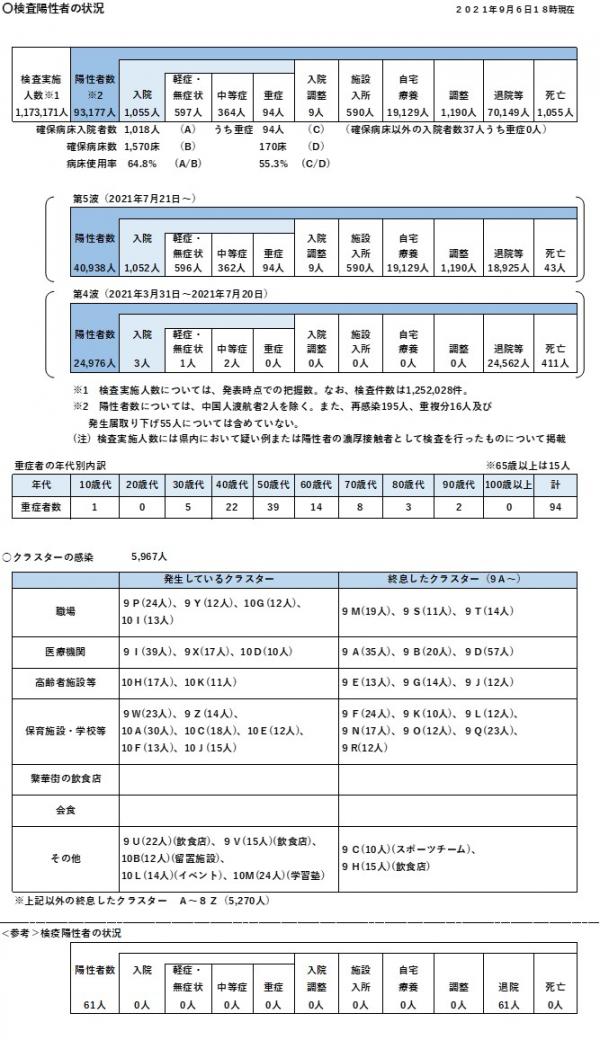 〇検査陽性者の状況
２０２１年９月６日１８時現在
検査実施人数※1 陽性者数※2 入院 軽症・無症状 中等症 重症 入院調整 施設入所 自宅療養 調整 退院等 死亡
1,173,171人 93,177人 1,055人 597人 364人 94人 9人 590人 19,129人 1,190人 70,149人 1,055人
確保病床入院者数 1,018人 （A） うち重症 94人 （C） （確保病床以外の入院者数37人うち重症0人）
確保病床数 1,570床 （B） 170床 （D）
病床使用率 64.8% （A/B） 55.3% （C/D）
第5波（2021年7月21日～）
陽性者数 入院 軽症・無症状 中等症 重症 入院調整 施設入所 自宅療養 調整 退院等 死亡
40,938人 1,052人 596人 362人 94人 9人 590人 19,129人 1,190人 18,925人 43人
第4波（2021年3月31日～2021年7月20日）
陽性者数 入院 軽症・無症状 中等症 重症 入院調整 施設入所 自宅療養 調整 退院等 死亡
24,976人 3人 1人 2人 0人 0人 0人 0人 0人 24,562人 411人
※1 検査実施人数については、発表時点での把握数。なお、検査件数は1,252,028件。
※2 陽性者数については、中国人渡航者2人を除く。また、再感染195人、重複分16人及び
発生届取り下げ55人については含めていない。
（注）検査実施人数には県内において疑い例または陽性者の濃厚接触者として検査を行ったものについて掲載
重症者の年代別内訳 ※65歳以上は15人
年代 10歳代 20歳代 30歳代 40歳代 50歳代 60歳代 70歳代 80歳代 90歳代 100歳以上 計
重症者数 1 0 5 22 39 14 8 3 2 0 94
〇クラスターの感染 5,967人
発生しているクラスター 終息したクラスター（９Ａ～）
職場 ９Ｐ(24人）、９Ｙ（12人）、10Ｇ（12人）、
10Ｉ（13人）
９Ｍ(19人）、９Ｓ（11人）、９Ｔ（14人）
医療機関 ９Ｉ（39人）、９Ｘ(17人）、10Ｄ（10人） ９Ａ（35人）、９Ｂ（20人）、９Ｄ（57人）
高齢者施設等 10Ｈ（17人）、10Ｋ（11人） ９Ｅ（13人）、９Ｇ（14人）、９Ｊ（12人）
保育施設・学校等 ９Ｗ（23人）、９Ｚ（14人）、
10Ａ（30人）、10Ｃ（18人）、10Ｅ（12人）、
10Ｆ（13人）、10Ｊ（15人）
９Ｆ（24人）、９Ｋ（10人）、９Ｌ（12人）、
９Ｎ（17人）、９Ｏ（12人）、９Ｑ（23人）、
９Ｒ(12人）
繁華街の飲食店
会食
その他 ９Ｕ（22人）（飲食店）、９Ｖ（15人）（飲食店）、
10Ｂ（12人）（留置施設）、
10Ｌ（14人）（イベント）、10Ｍ（24人）（学習塾）
９Ｃ（10人）（スポーツチーム）、
９Ｈ（15人）（飲食店）
※上記以外の終息したクラスター Ａ～８Ｚ（5,270人）
＜参考＞検疫陽性者の状況
陽性者数 入院 軽症・無症状 中等症 重症 入院調整 施設入所 自宅療養 調整 退院 死亡
61人 0人 0人 0人 0人 0人 0人 0人 0人 61人 0人